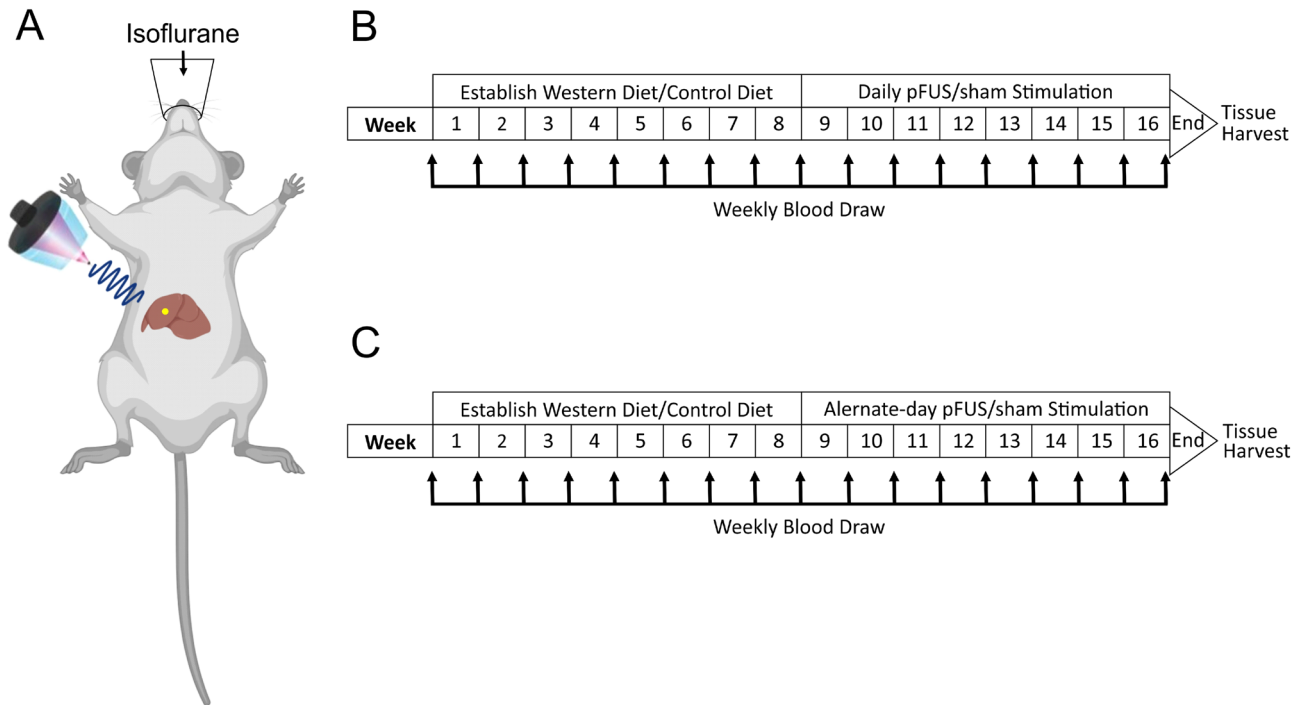 A
Isoflurane
B
Establish Western Diet/Control Diet
Daily pFUS/sham Stimulation
Week 1 2 3 4 5 6 7 8 9 10 11 12 13 14 15 16 End
Tissue
Harvest
Weekly Blood Draw
C
Establish Western Diet/Control Diet
Alernate-day pFUS/sham Stimulation
Week 1 2 3 4 5 6 7 8 9 10 11 12 13 14 15 16 End
Tissue
Harvest
Weekly Blood Draw